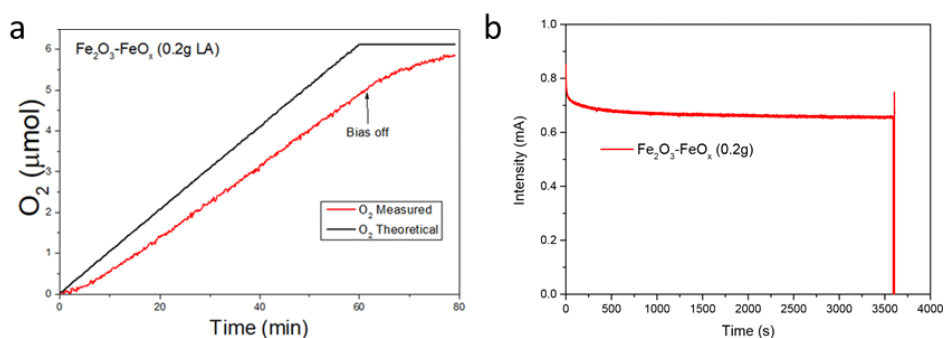 a
Fe₂O₃-FeOₓ (0.2g LA)
O₂ (μmol)
6
5
4
3
2
1
0
Bias off
O₂ Measured
O₂ Theoretical
0 20 40 60 80
Time (min)
b
Intensity (mA)
1.0
0.8
0.6
0.4
0.2
0.0
Fe₂O₃-FeOₓ (0.2g)
0 500 1000 1500 2000 2500 3000 3500 4000
Time (s)